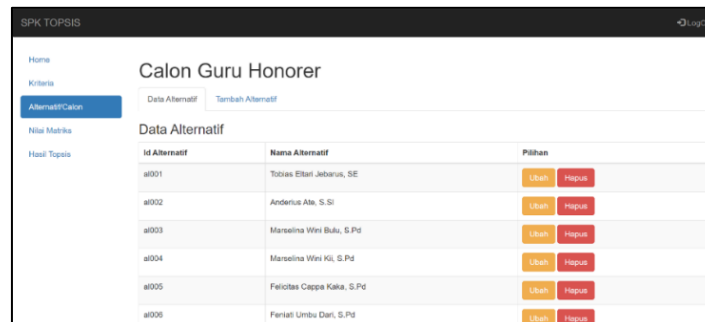 SPK TOPSIS
Home
Kriteria
Alternatif/Calon
Nilai Matriks
Hasil Topsis
Calon Guru Honorer
Data Alternatif Tambah Alternatif
Data Alternatif
Id Alternatif Nama Alternatif Pilihan
al001 Tobias Eltari Jebarus, SE Ubah Hapus
al002 Anderius Ate, S.Si Ubah Hapus
al003 Marselina Wini Bulu, S.Pd Ubah Hapus
al004 Marselina Wini Kii, S.Pd Ubah Hapus
al005 Felicitas Cappa Kaka, S.Pd Ubah Hapus
al006 Feniati Umbu Dari, S.Pd Ubah Hapus